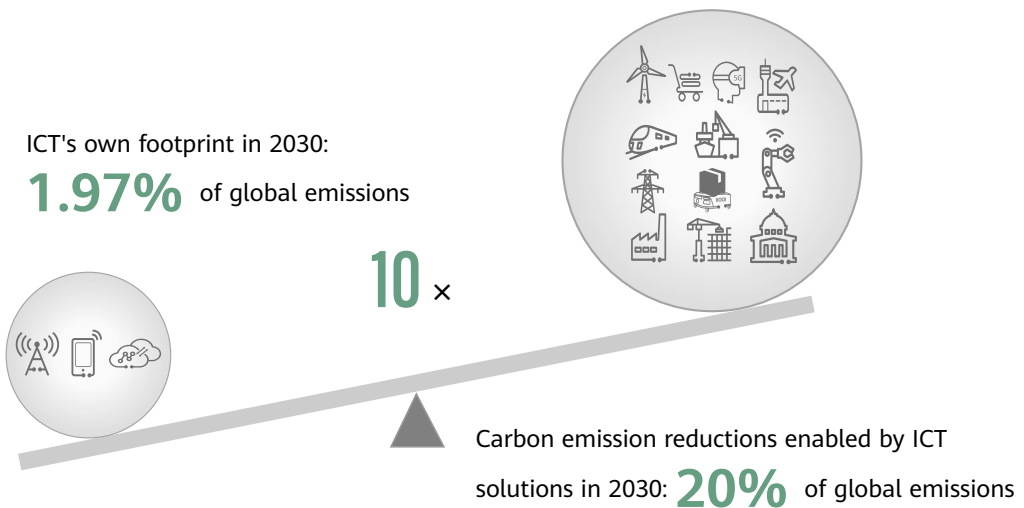 ICT's own footprint in 2030:
1.97% of global emissions
10 ×
5G
Carbon emission reductions enabled by ICT
solutions in 2030: 20% of global emissions